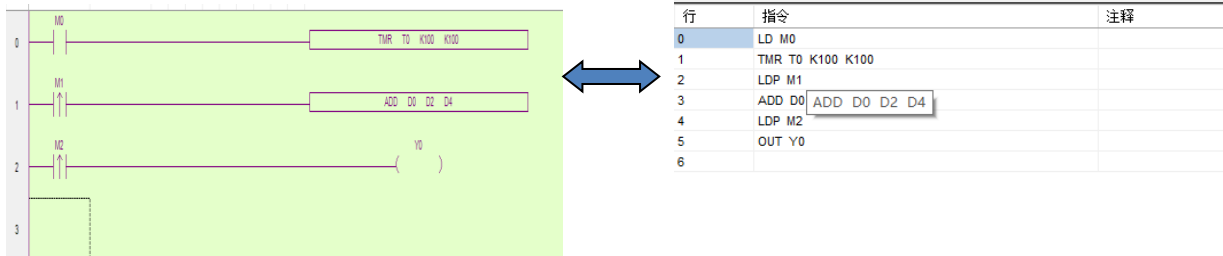 M0
0 TMR T0 K100 K100
M1
1 ADD D0 D2 D4
M2 Y0
2 ( )
3
行 指令 注释
0 LD M0
1 TMR T0 K100 K100
2 LDP M1
3 ADD D0 ADD D0 D2 D4
4 LDP M2
5 OUT Y0
6